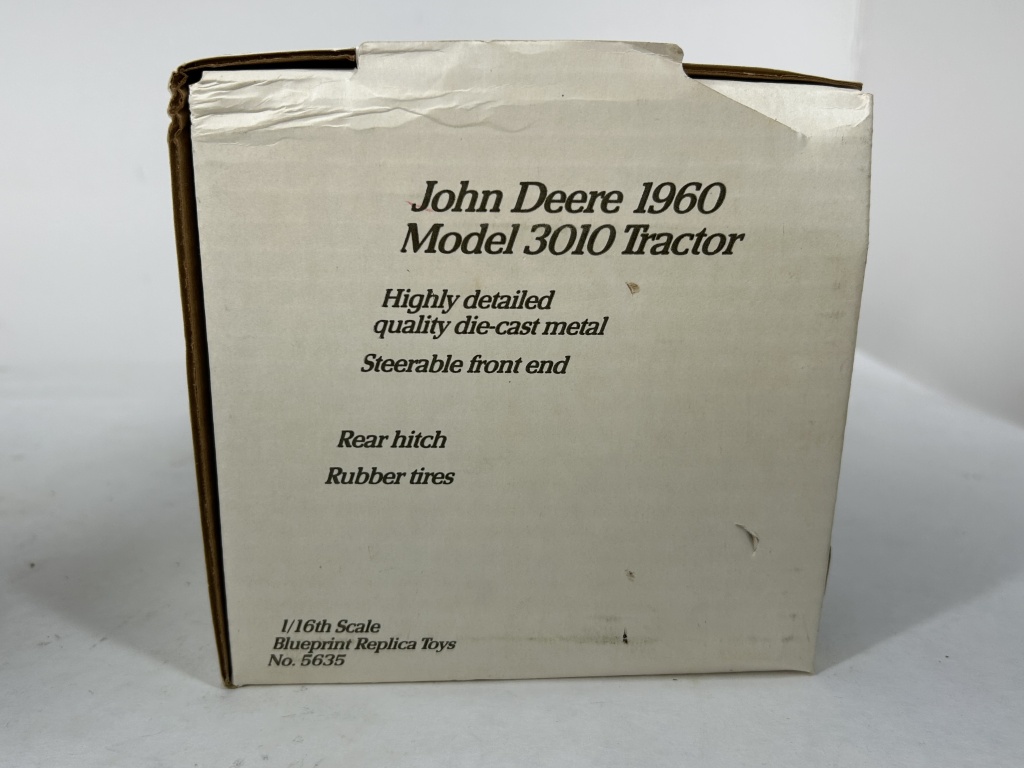 John Deere 1960
Model 3010 Tractor
Highly detailed
quality die-cast metal
Steerable front end
Rear hitch
Rubber tires
1/16th Scale
Blueprint Replica Toys
No. 5635